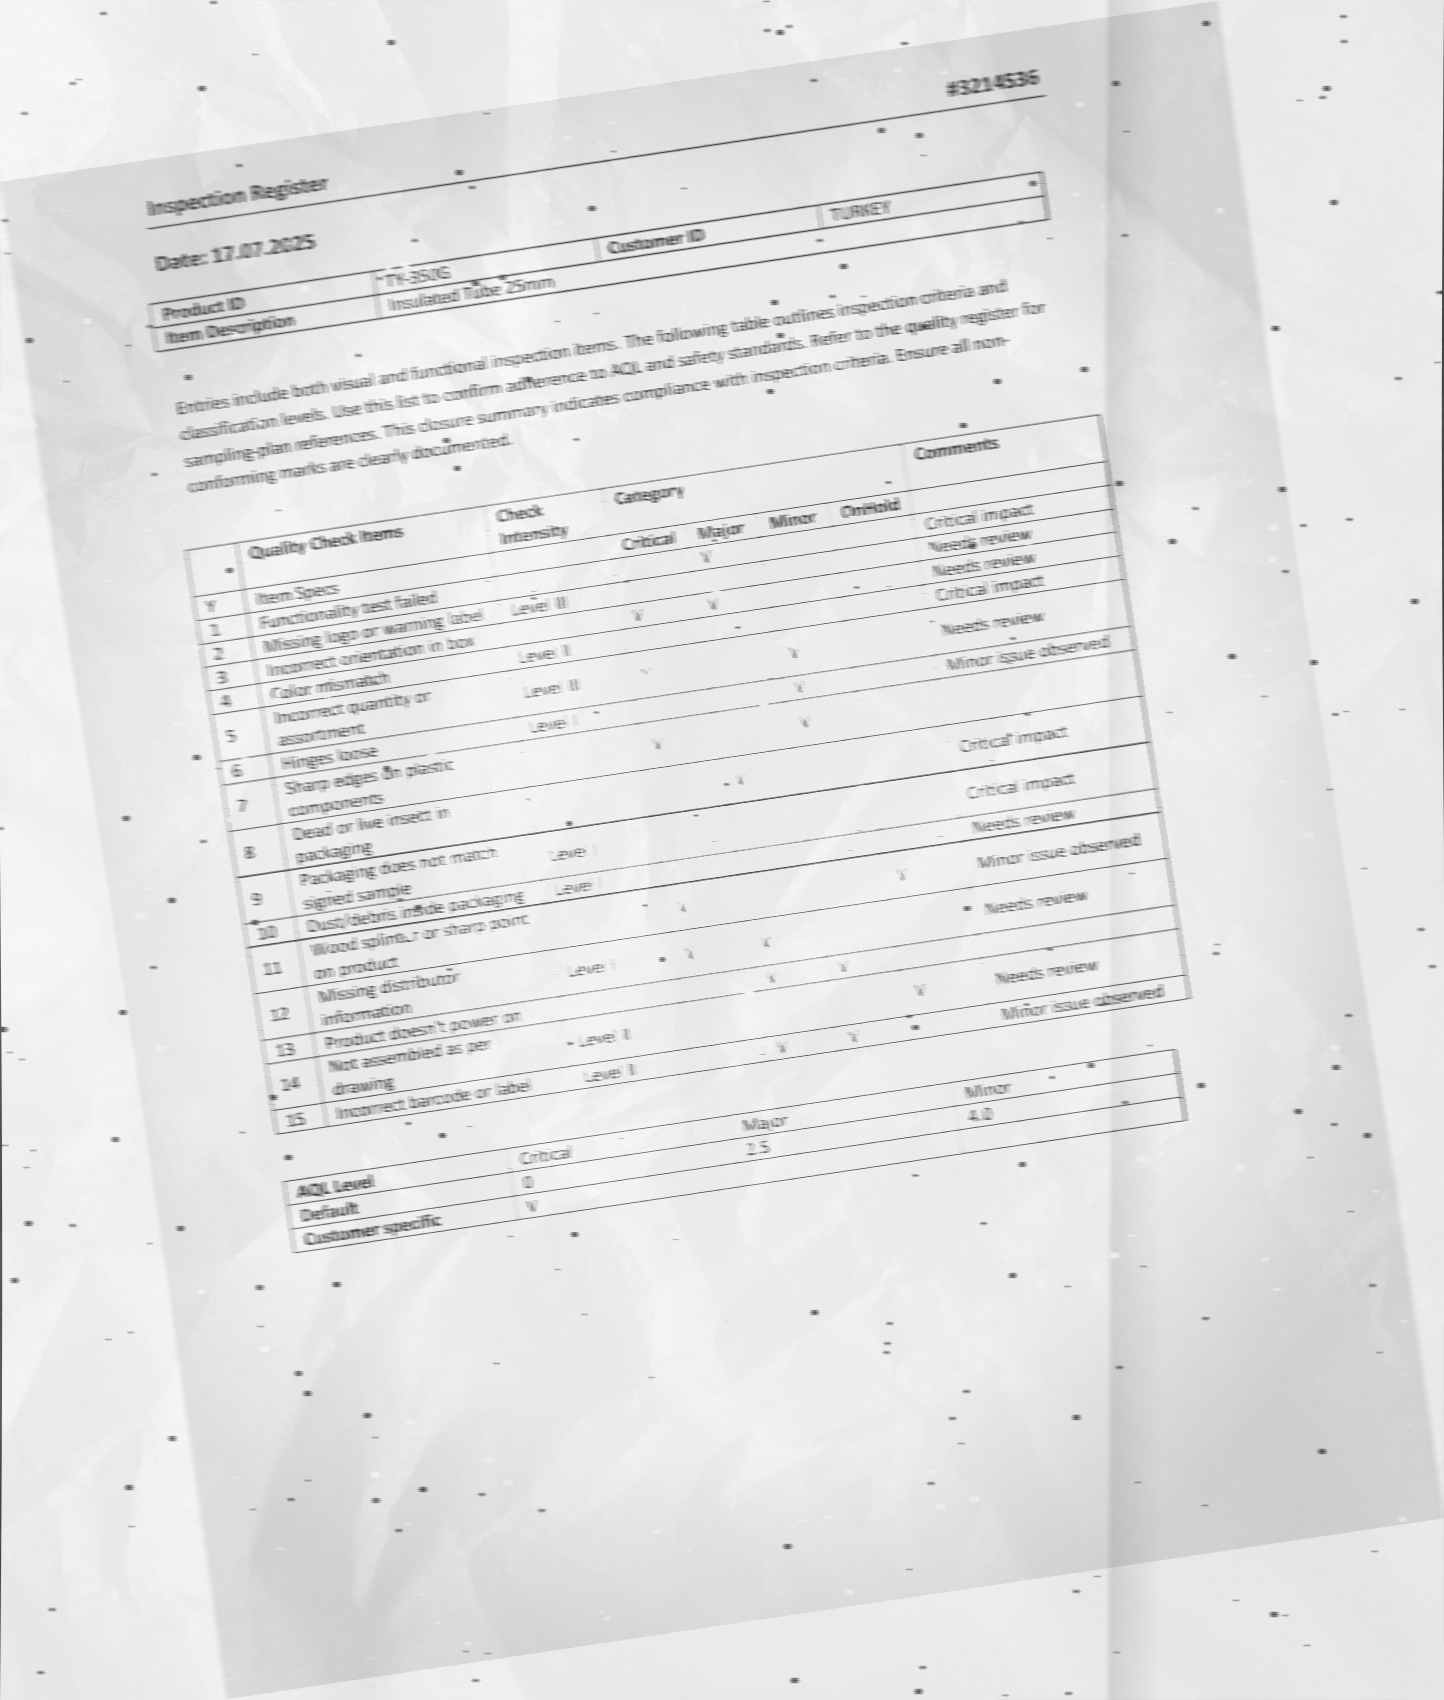 #3214536
Inspection Register
Date: 17.07.2025
Product ID TY-350G Customer ID TURKEY
Item Description Insulated Tube 25mm
Entries include both visual and functional inspection items. The following table outlines inspection criteria and
classification levels. Use this list to confirm adherence to AQL and safety standards. Refer to the quality register for
sampling-plan references. This closure summary indicates compliance with inspection criteria. Ensure all non-
conforming marks are clearly documented.
Quality Check Items Check Intensity Category Comments
Critical Major Minor OnHold
Y Item Specs
1 Functionality test failed V Critical impact
2 Missing logo or warning label Level III Needs review
3 Incorrect orientation in box V V Needs review
4 Color mismatch Level II Critical impact
5 Incorrect quantity or Level III V V Needs review
assortment
6 Hinges loose Level I V Minor issue observed
7 Sharp edges on plastic V V
components
8 Dead or live insect in V Critical impact
packaging
9 Packaging does not match Level I Critical impact
signed sample
10 Dust/debris inside packaging Level I Needs review
11 Wood splinter or sharp point V V Minor issue observed
on product
12 Missing distributor Level I V V Needs review
information
13 Product doesn't power on V V
14 Not assembled as per Level II V Needs review
drawing
15 Incorrect barcode or label Level II V V Minor issue observed
AQL Level Critical Major Minor
Default 0 2.5 4.0
Customer specific V